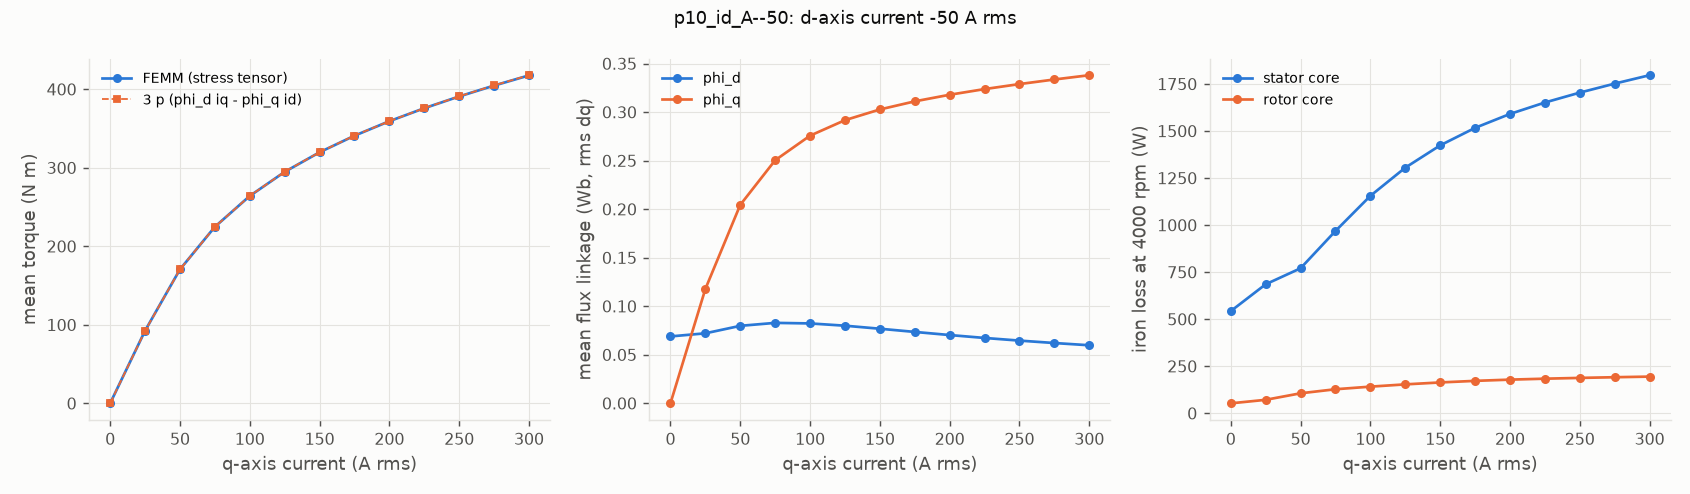 p10_id_A--50: d-axis current -50 A rms
mean torque (N m)
400
300
200
100
0
FEMM (stress tensor)
3 p (phi_d iq - phi_q id)
0 50 100 150 200 250 300
q-axis current (A rms)
mean flux linkage (Wb, rms dq)
0.35
0.30
0.25
0.20
0.15
0.10
0.05
0.00
phi_d
phi_q
0 50 100 150 200 250 300
q-axis current (A rms)
iron loss at 4000 rpm (W)
1750
1500
1250
1000
750
500
250
0
stator core
rotor core
0 50 100 150 200 250 300
q-axis current (A rms)